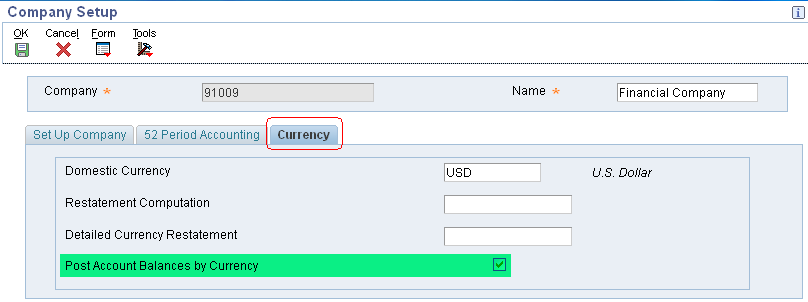 Company Setup
OK Cancel Form Tools
Company * 91009 Name * Financial Company
Set Up Company 52 Period Accounting Currency
Domestic Currency USD U.S. Dollar
Restatement Computation
Detailed Currency Restatement
Post Account Balances by Currency